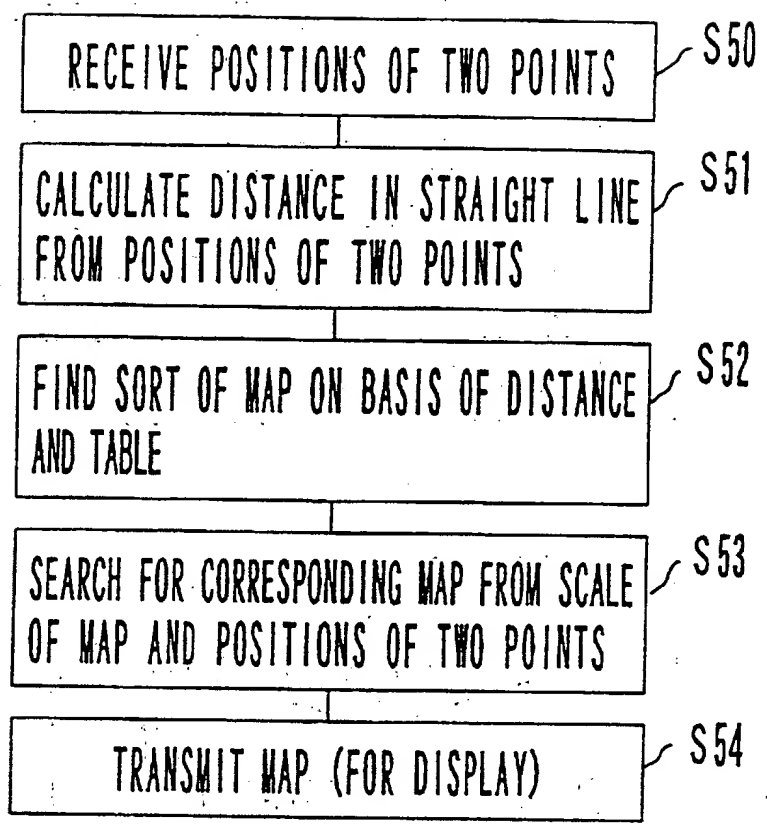 RECEIVE POSITIONS OF TWO POINTS
S50
CALCULATE DISTANCE IN STRAIGHT LINE
FROM POSITIONS OF TWO POINTS
S51
FIND SORT OF MAP ON BASIS OF DISTANCE
AND TABLE
S52
SEARCH FOR CORRESPONDING MAP FROM SCALE
OF MAP AND POSITIONS OF TWO POINTS
S53
TRANSMIT MAP (FOR DISPLAY)
S54